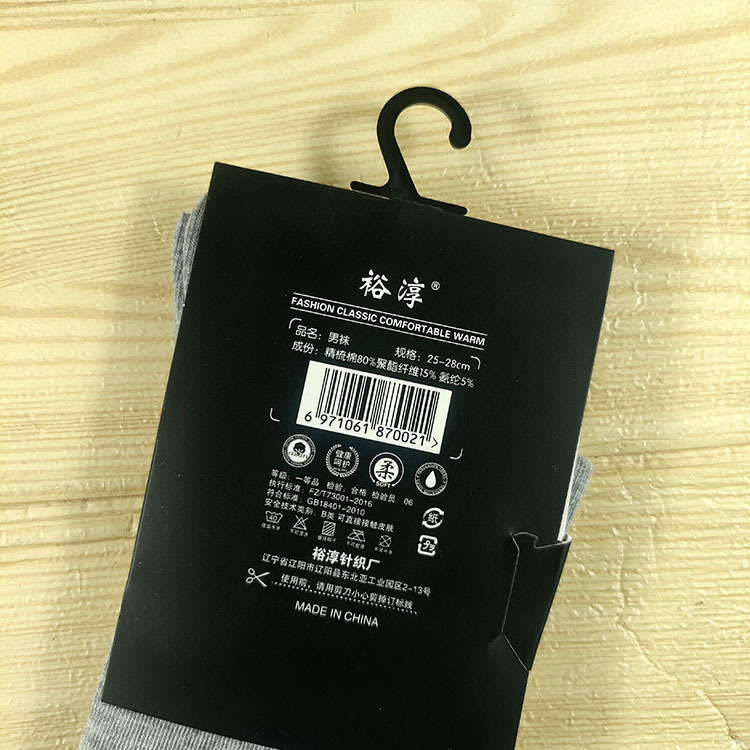 裕淳®
FASHION CLASSIC COMFORTABLE WARM
品名：男袜 规格：25-28cm
成份：精梳棉80%聚酯纤维15% 氨纶5%
6 971061 870021 >
健康呵护
柔
SOFT
等级：一等品 检验：合格 检验员：06
执行标准：FZ/T73001-2016
符合标准：GB18401-2010
安全技术类别：B类 可直接接触皮肤
纸
40
裕淳针织厂
辽宁省辽阳市辽阳县东北亚工业园区2-13号
使用前，请用剪刀小心剪掉订标线
MADE IN CHINA